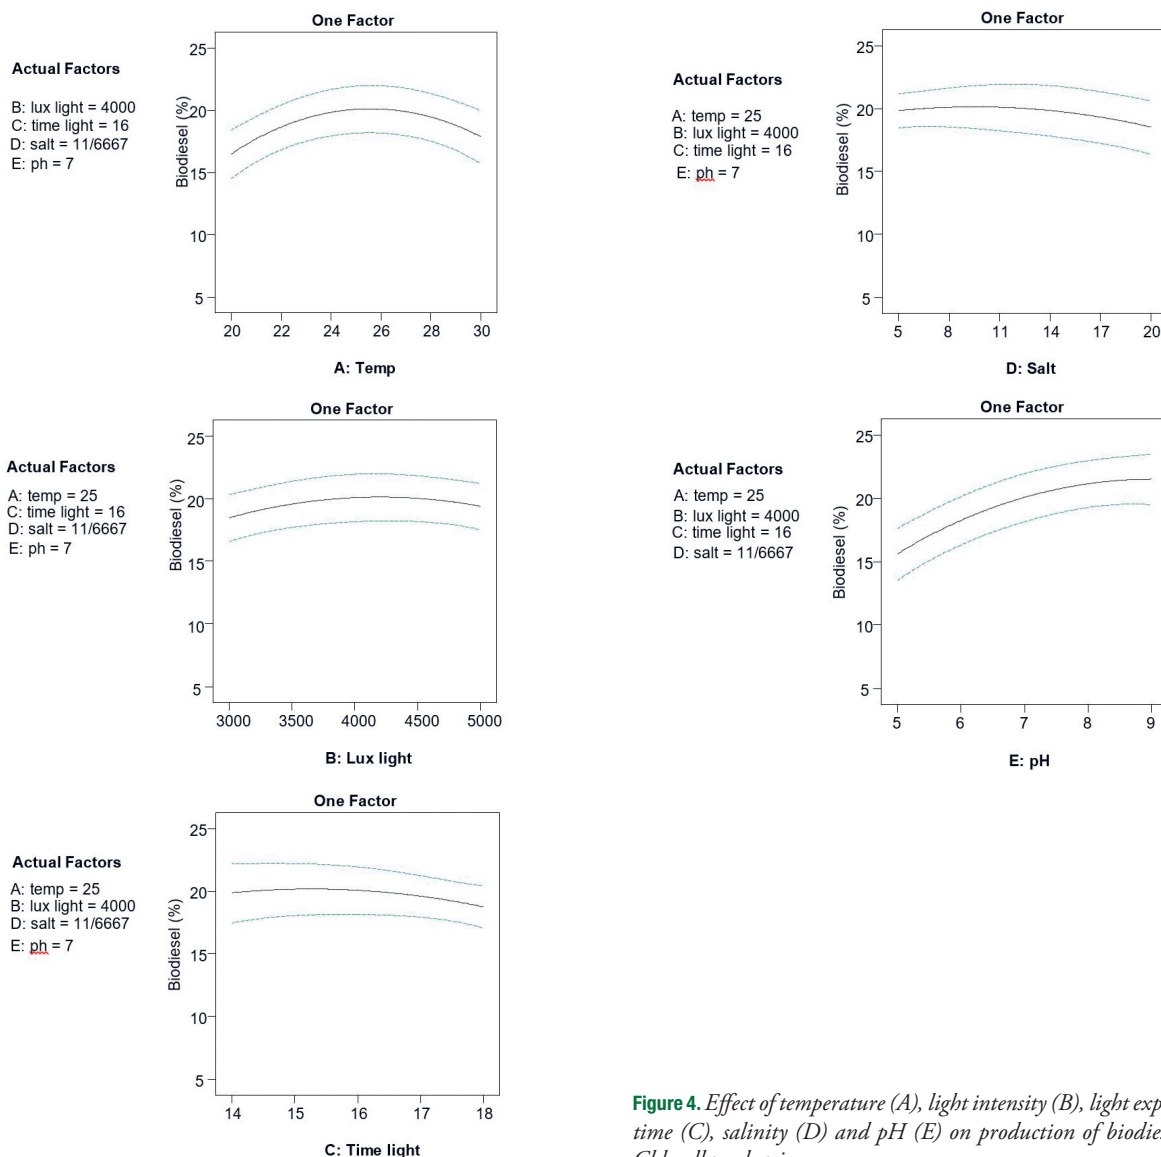 One Factor
Actual Factors
B: lux light = 4000
C: time light = 16
D: salt = 11/6667
E: ph = 7
Biodiesel (%)
25
20
15
10
5
20 22 24 26 28 30
A: Temp
One Factor
Actual Factors
A: temp = 25
B: lux light = 4000
C: time light = 16
E: ph = 7
Biodiesel (%)
25
20
15
10
5
5 8 11 14 17 20
D: Salt
One Factor
Actual Factors
A: temp = 25
C: time light = 16
D: salt = 11/6667
E: ph = 7
Biodiesel (%)
25
20
15
10
5
3000 3500 4000 4500 5000
B: Lux light
One Factor
Actual Factors
A: temp = 25
B: lux light = 4000
C: time light = 16
D: salt = 11/6667
Biodiesel (%)
25
20
15
10
5
5 6 7 8 9
E: pH
One Factor
Actual Factors
A: temp = 25
B: lux light = 4000
D: salt = 11/6667
E: ph = 7
Biodiesel (%)
25
20
15
10
5
14 15 16 17 18
C: Time light
Figure 4. Effect of temperature (A), light intensity (B), light exp
time (C), salinity (D) and pH (E) on production of biodies